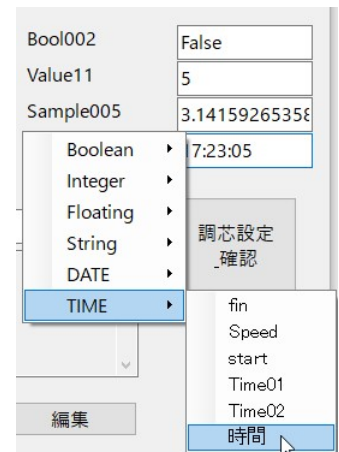 Bool002 False
Value11 5
Sample005 3.14159265358
17:23:05
Boolean
Integer
Floating
String
DATE
TIME
調芯設定
_確認
fin
Speed
start
Time01
Time02
時間
編集